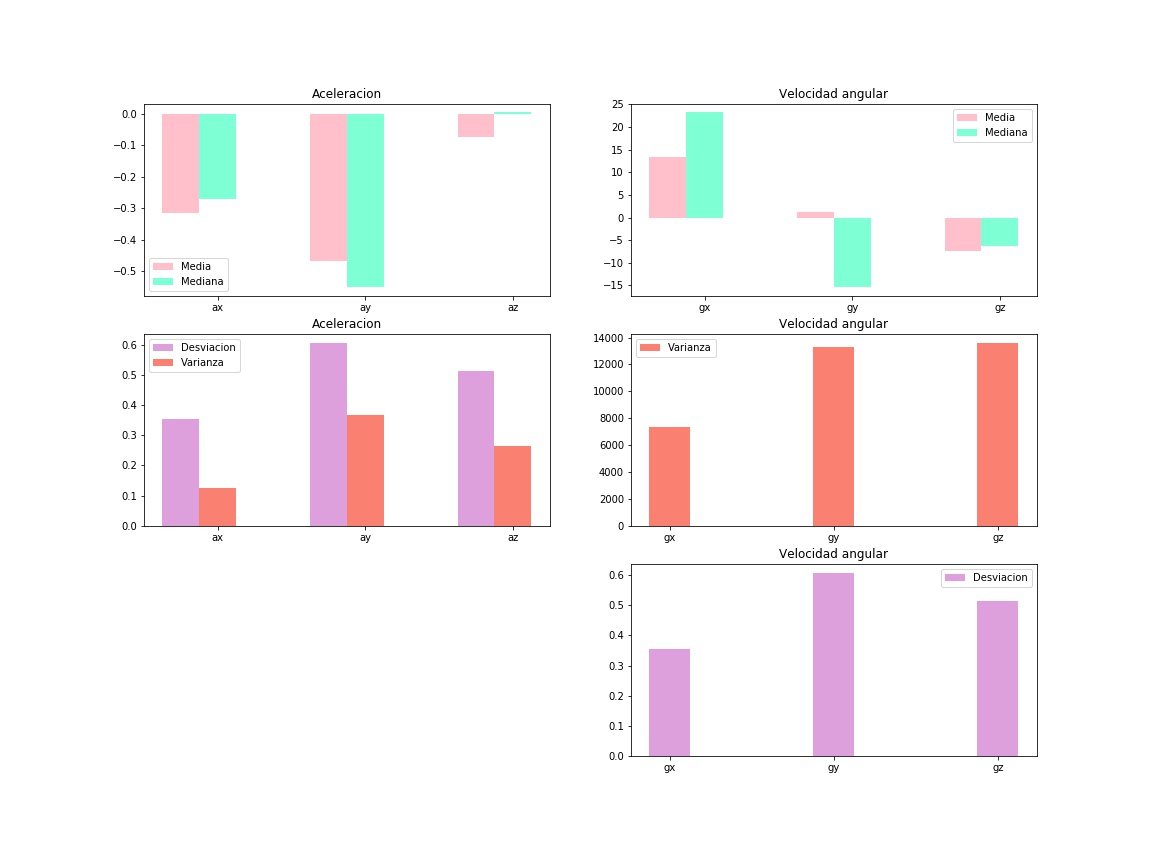 Aceleracion
0.0
−0.1
−0.2
−0.3
−0.4
−0.5
Media
Mediana
ax ay az
Velocidad angular
25
20
15
10
5
0
−5
−10
−15
Media
Mediana
gx gy gz
Aceleracion
0.6
0.5
0.4
0.3
0.2
0.1
0.0
Desviacion
Varianza
ax ay az
Velocidad angular
14000
12000
10000
8000
6000
4000
2000
0
Varianza
gx gy gz
Velocidad angular
0.6
0.5
0.4
0.3
0.2
0.1
0.0
Desviacion
gx gy gz